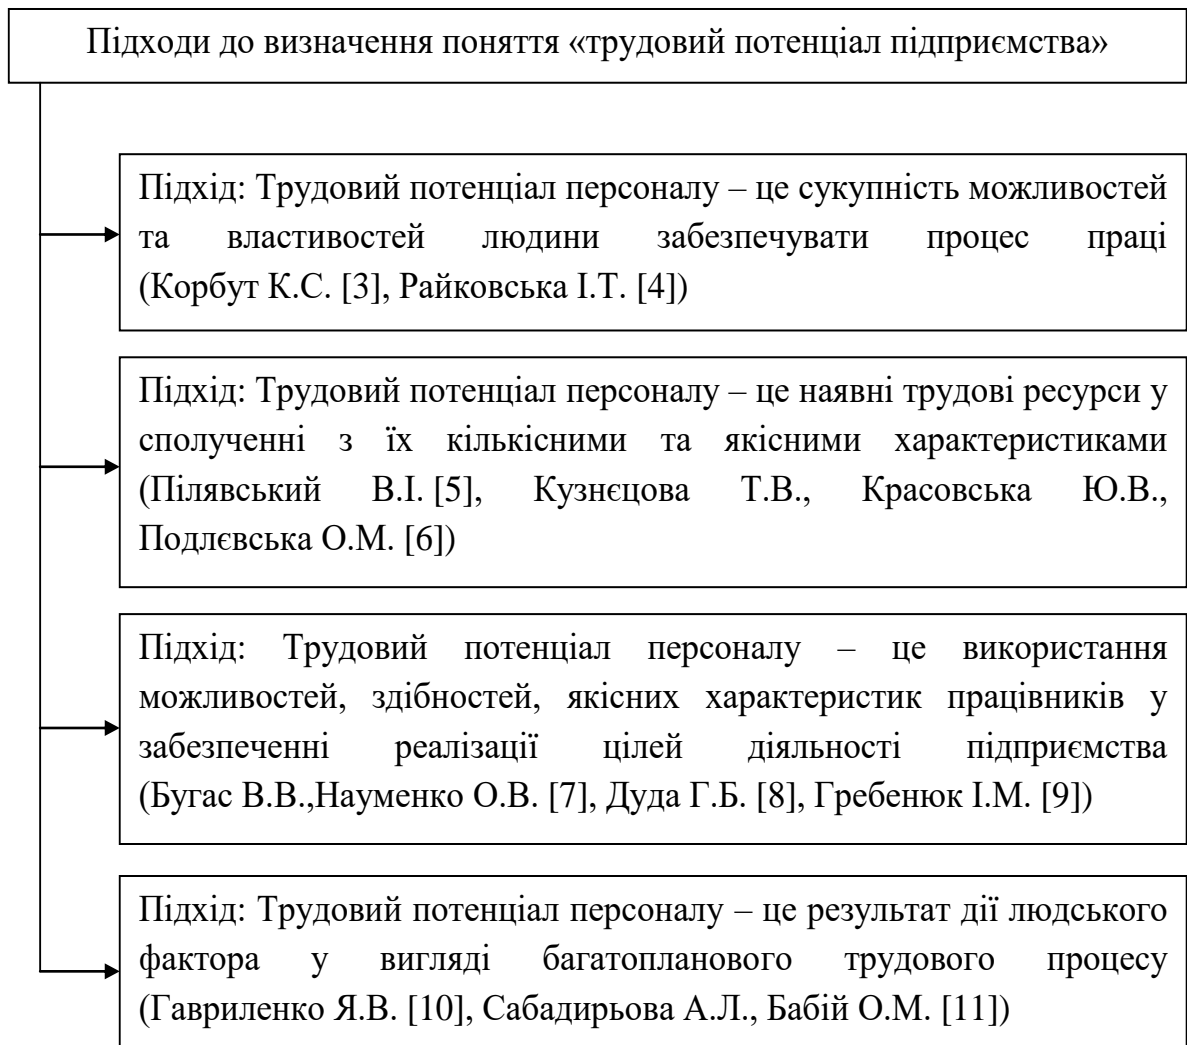 Підходи до визначення поняття «трудовий потенціал підприємства»
Підхід: Трудовий потенціал персоналу – це сукупність можливостей
та властивостей людини забезпечувати процес праці
(Корбут К.С. [3], Райковська І.Т. [4])
Підхід: Трудовий потенціал персоналу – це наявні трудові ресурси у
сполученні з їх кількісними та якісними характеристиками
(Пілявський В.І. [5], Кузнєцова Т.В., Красовська Ю.В.,
Подлєвська О.М. [6])
Підхід: Трудовий потенціал персоналу – це використання
можливостей, здібностей, якісних характеристик працівників у
забезпеченні реалізації цілей діяльності підприємства
(Бугас В.В.,Науменко О.В. [7], Дуда Г.Б. [8], Гребенюк І.М. [9])
Підхід: Трудовий потенціал персоналу – це результат дії людського
фактора у вигляді багатопланового трудового процесу
(Гавриленко Я.В. [10], Сабадирьова А.Л., Бабій О.М. [11])